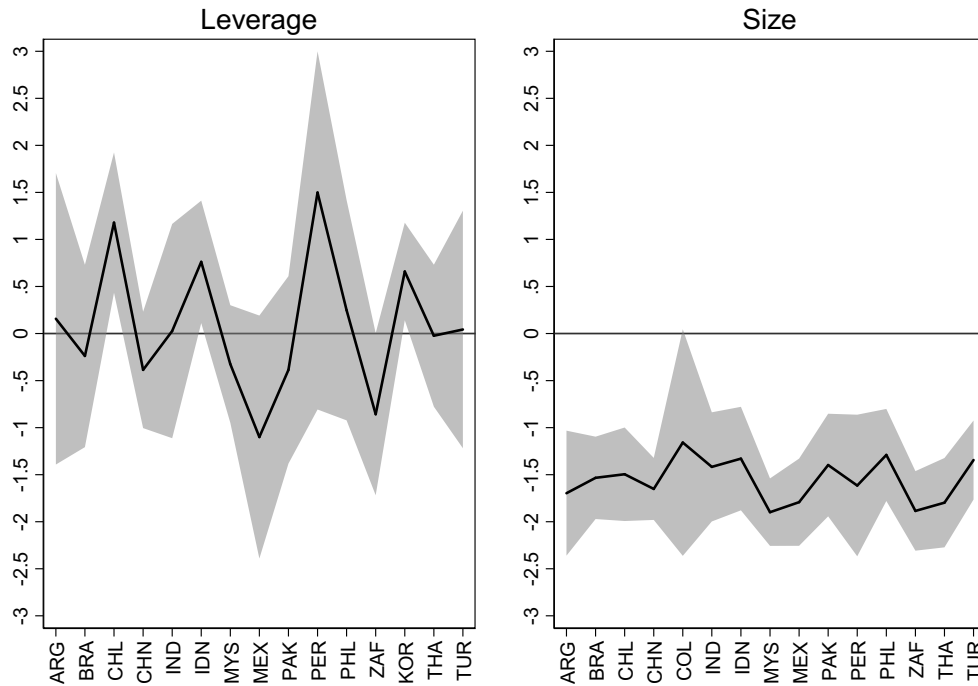 Leverage
3
2.5
2
1.5
1
.5
0
-.5
-1
-1.5
-2
-2.5
-3
ARG
BRA
CHL
CHN
IND
IDN
MYS
MEX
PAK
PER
PHL
ZAF
KOR
THA
TUR
Size
3
2.5
2
1.5
1
.5
0
-.5
-1
-1.5
-2
-2.5
-3
ARG
BRA
CHL
CHN
COL
IND
IDN
MYS
MEX
PAK
PER
PHL
ZAF
THA
TUR